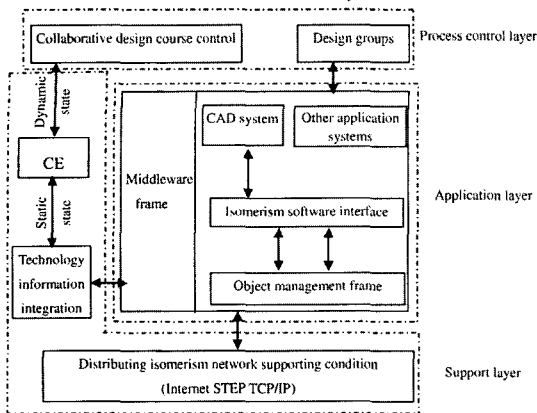 Collaborative design course control
Design groups
Process control layer
Dynamic
state
CE
Static
state
Technology
information
integration
Middleware
frame
CAD system
Other application
systems
Isomerism software interface
Object management frame
Application layer
Distributing isomerism network supporting condition
(Internet STEP TCP/IP)
Support layer